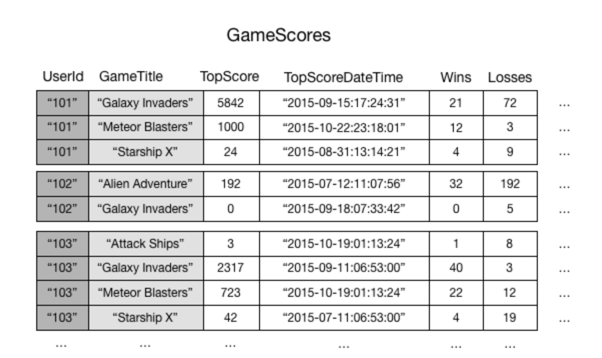 GameScores
UserId GameTitle TopScore TopScoreDateTime Wins Losses
“101” “Galaxy Invaders” 5842 “2015-09-15:17:24:31” 21 72 ...
“101” “Meteor Blasters” 1000 “2015-10-22:23:18:01” 12 3 ...
“101” “Starship X” 24 “2015-08-31:13:14:21” 4 9 ...
“102” “Alien Adventure” 192 “2015-07-12:11:07:56” 32 192 ...
“102” “Galaxy Invaders” 0 “2015-09-18:07:33:42” 0 5 ...
“103” “Attack Ships” 3 “2015-10-19:01:13:24” 1 8 ...
“103” “Galaxy Invaders” 2317 “2015-09-11:06:53:00” 40 3 ...
“103” “Meteor Blasters” 723 “2015-10-19:01:13:24” 22 12 ...
“103” “Starship X” 42 “2015-07-11:06:53:00” 4 19 ...
... ... ... ... ... ...